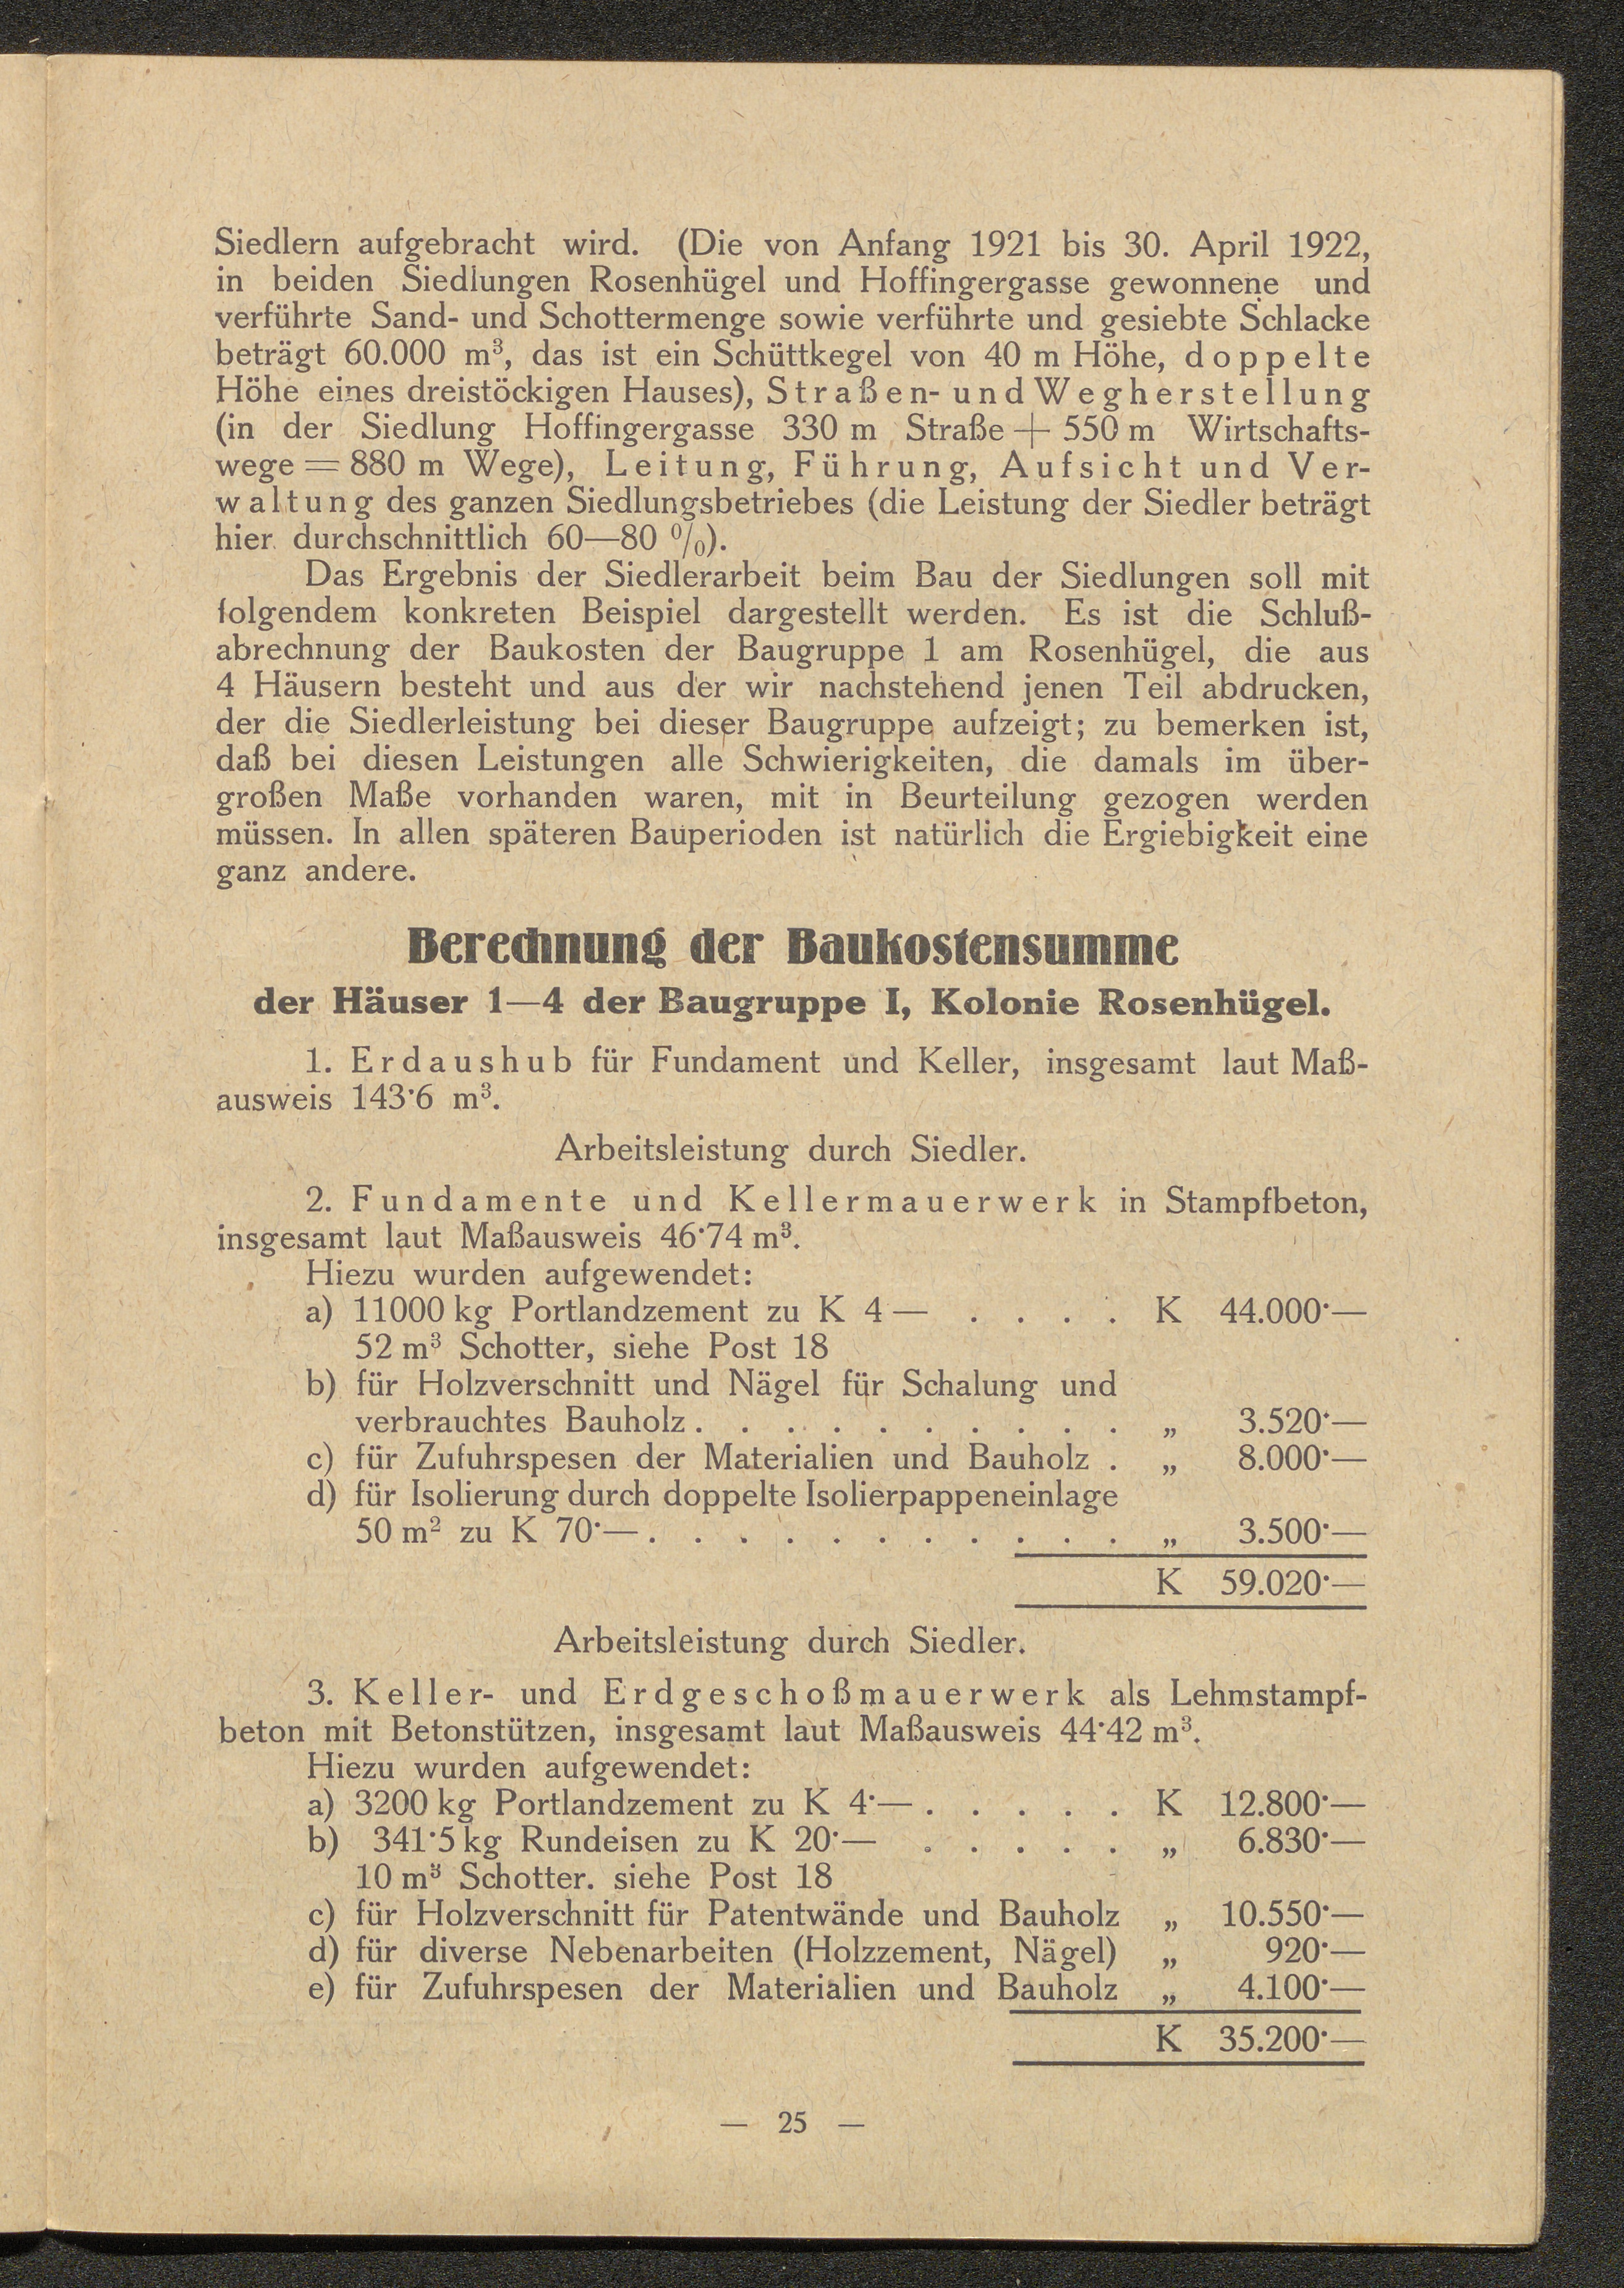 Siedlern aufgebracht wird. (Die von Anfang 1921 bis 30. April 1922,
in beiden Siedlungen Rosenhügel und Hoffingergasse gewonnene und
verführte Sand- und Schottermenge sowie verführte und gesiebte Schlacke
beträgt 60.000 m³, das ist ein Schüttkegel von 40 m Höhe, doppelte
Höhe eines dreistöckigen Hauses), Straßen- und Wegherstellung
(in der Siedlung Hoffingergasse 330 m Straße + 550 m Wirtschafts-
wege = 880 m Wege), Leitung, Führung, Aufsicht und Ver-
waltung des ganzen Siedlungsbetriebes (die Leistung der Siedler beträgt
hier durchschnittlich 60—80 %).
Das Ergebnis der Siedlerarbeit beim Bau der Siedlungen soll mit
folgendem konkreten Beispiel dargestellt werden. Es ist die Schluß-
abrechnung der Baukosten der Baugruppe 1 am Rosenhügel, die aus
4 Häusern besteht und aus der wir nachstehend jenen Teil abdrucken,
der die Siedlerleistung bei dieser Baugruppe aufzeigt; zu bemerken ist,
daß bei diesen Leistungen alle Schwierigkeiten, die damals im über-
großen Maße vorhanden waren, mit in Beurteilung gezogen werden
müssen. In allen späteren Bauperioden ist natürlich die Ergiebigkeit eine
ganz andere.
Berechnung der Baukostensumme
der Häuser 1—4 der Baugruppe I, Kolonie Rosenhügel.
1. Erdaushub für Fundament und Keller, insgesamt laut Maß-
ausweis 143·6 m³.
Arbeitsleistung durch Siedler.
2. Fundamente und Kellermauerwerk in Stampfbeton,
insgesamt laut Maßausweis 46·74 m³.
Hiezu wurden aufgewendet:
a) 11000 kg Portlandzement zu K 4 — . . . . K 44.000·—
52 m³ Schotter, siehe Post 18
b) für Holzverschnitt und Nägel für Schalung und
verbrauchtes Bauholz . . . . . . . . . . „ 3.520·—
c) für Zufuhrspesen der Materialien und Bauholz . „ 8.000·—
d) für Isolierung durch doppelte Isolierpappeneinlage
50 m² zu K 70·— . . . . . . . . . . . „ 3.500·—
K 59.020·—
Arbeitsleistung durch Siedler.
3. Keller- und Erdgeschoßmauerwerk als Lehmstampf-
beton mit Betonstützen, insgesamt laut Maßausweis 44·42 m³.
Hiezu wurden aufgewendet:
a) 3200 kg Portlandzement zu K 4·— . . . . . K 12.800·—
b) 341·5 kg Rundeisen zu K 20·— . . . . . „ 6.830·—
10 m³ Schotter. siehe Post 18
c) für Holzverschnitt für Patentwände und Bauholz „ 10.550·—
d) für diverse Nebenarbeiten (Holzzement, Nägel) „ 920·—
e) für Zufuhrspesen der Materialien und Bauholz „ 4.100·—
K 35.200·—
— 25 —